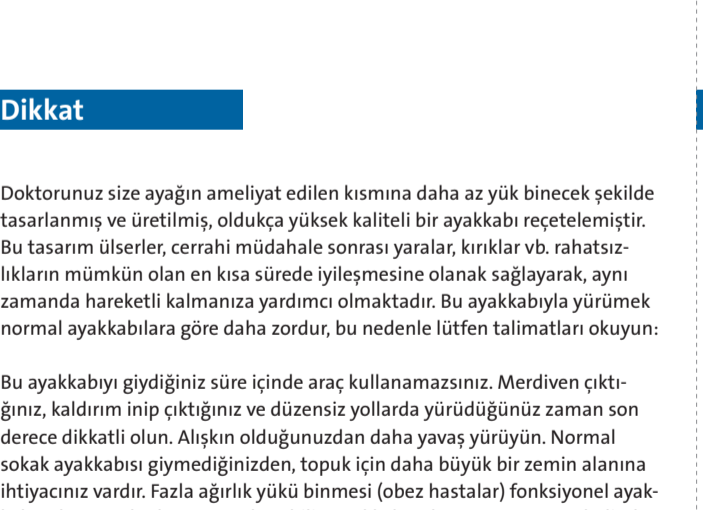 Dikkat
Doktorunuz size ayağın ameliyat edilen kısmına daha az yük binecek şekilde
tasarlanmış ve üretilmiş, oldukça yüksek kaliteli bir ayakkabı reçetelemiştir.
Bu tasarım ülserler, cerrahi müdahale sonrası yaralar, kırıklar vb. rahatsız-
lıkların mümkün olan en kısa sürede iyileşmesine olanak sağlayarak, aynı
zamanda hareketli kalmanıza yardımcı olmaktadır. Bu ayakkabıyla yürümek
normal ayakkabılara göre daha zordur, bu nedenle lütfen talimatları okuyun:
Bu ayakkabıyı giydiğiniz süre içinde araç kullanamazsınız. Merdiven çıktı-
ğınız, kaldırım inip çıktığınız ve düzensiz yollarda yürüdüğünüz zaman son
derece dikkatli olun. Alışkın olduğunuzdan daha yavaş yürüyün. Normal
sokak ayakkabısı giymediğinizden, topuk için daha büyük bir zemin alanına
ihtiyacınız vardır. Fazla ağırlık yükü binmesi (obez hastalar) fonksiyonel ayak-